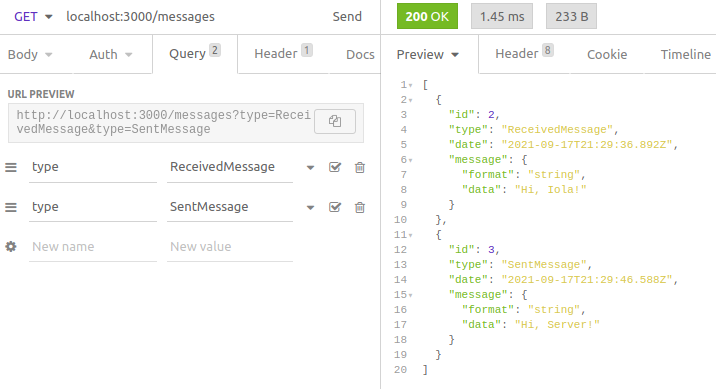 GET localhost:3000/messages Send
Body Auth Query 2 Header 1 Docs
URL PREVIEW
http://localhost:3000/messages?type=Recei
vedMessage&type=SentMessage
type ReceivedMessage
type SentMessage
New name New value
200 OK 1.45 ms 233 B
Preview Header 8 Cookie Timeline
1 [
2 {
3 "id": 2,
4 "type": "ReceivedMessage",
5 "date": "2021-09-17T21:29:36.892Z",
6 "message": {
7 "format": "string",
8 "data": "Hi, Iola!"
9 }
10 },
11 {
12 "id": 3,
13 "type": "SentMessage",
14 "date": "2021-09-17T21:29:46.588Z",
15 "message": {
16 "format": "string",
17 "data": "Hi, Server!"
18 }
19 }
20 ]